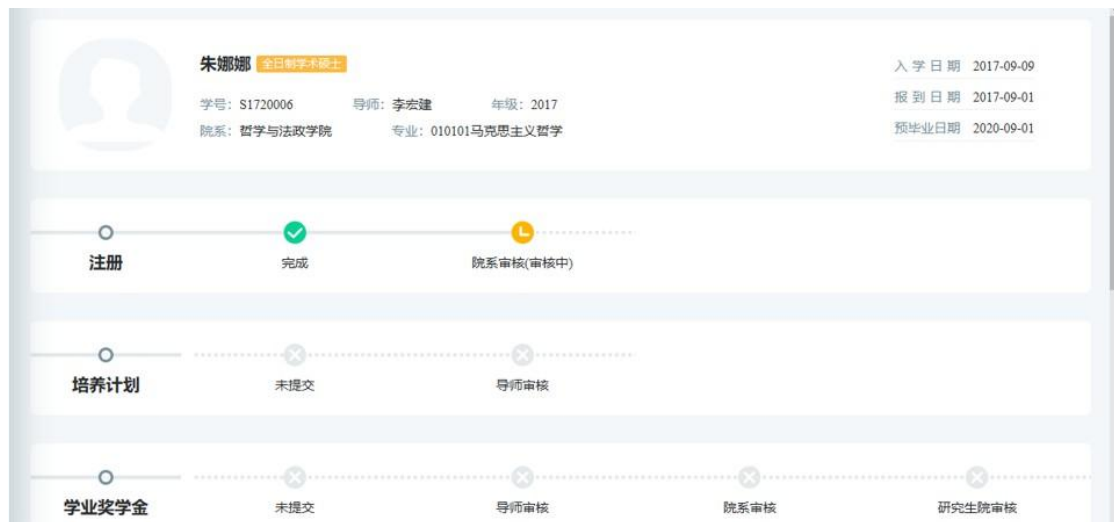 朱娜娜 全日制学术硕士
入学日期 2017-09-09
学号：S1720006 导师：李宏建 年级：2017
报到日期 2017-09-01
院系：哲学与法政学院 专业：010101马克思主义哲学
预毕业日期 2020-09-01
注册 完成 院系审核(审核中)
培养计划 未提交 导师审核
学业奖学金 未提交 导师审核 院系审核 研究生院审核